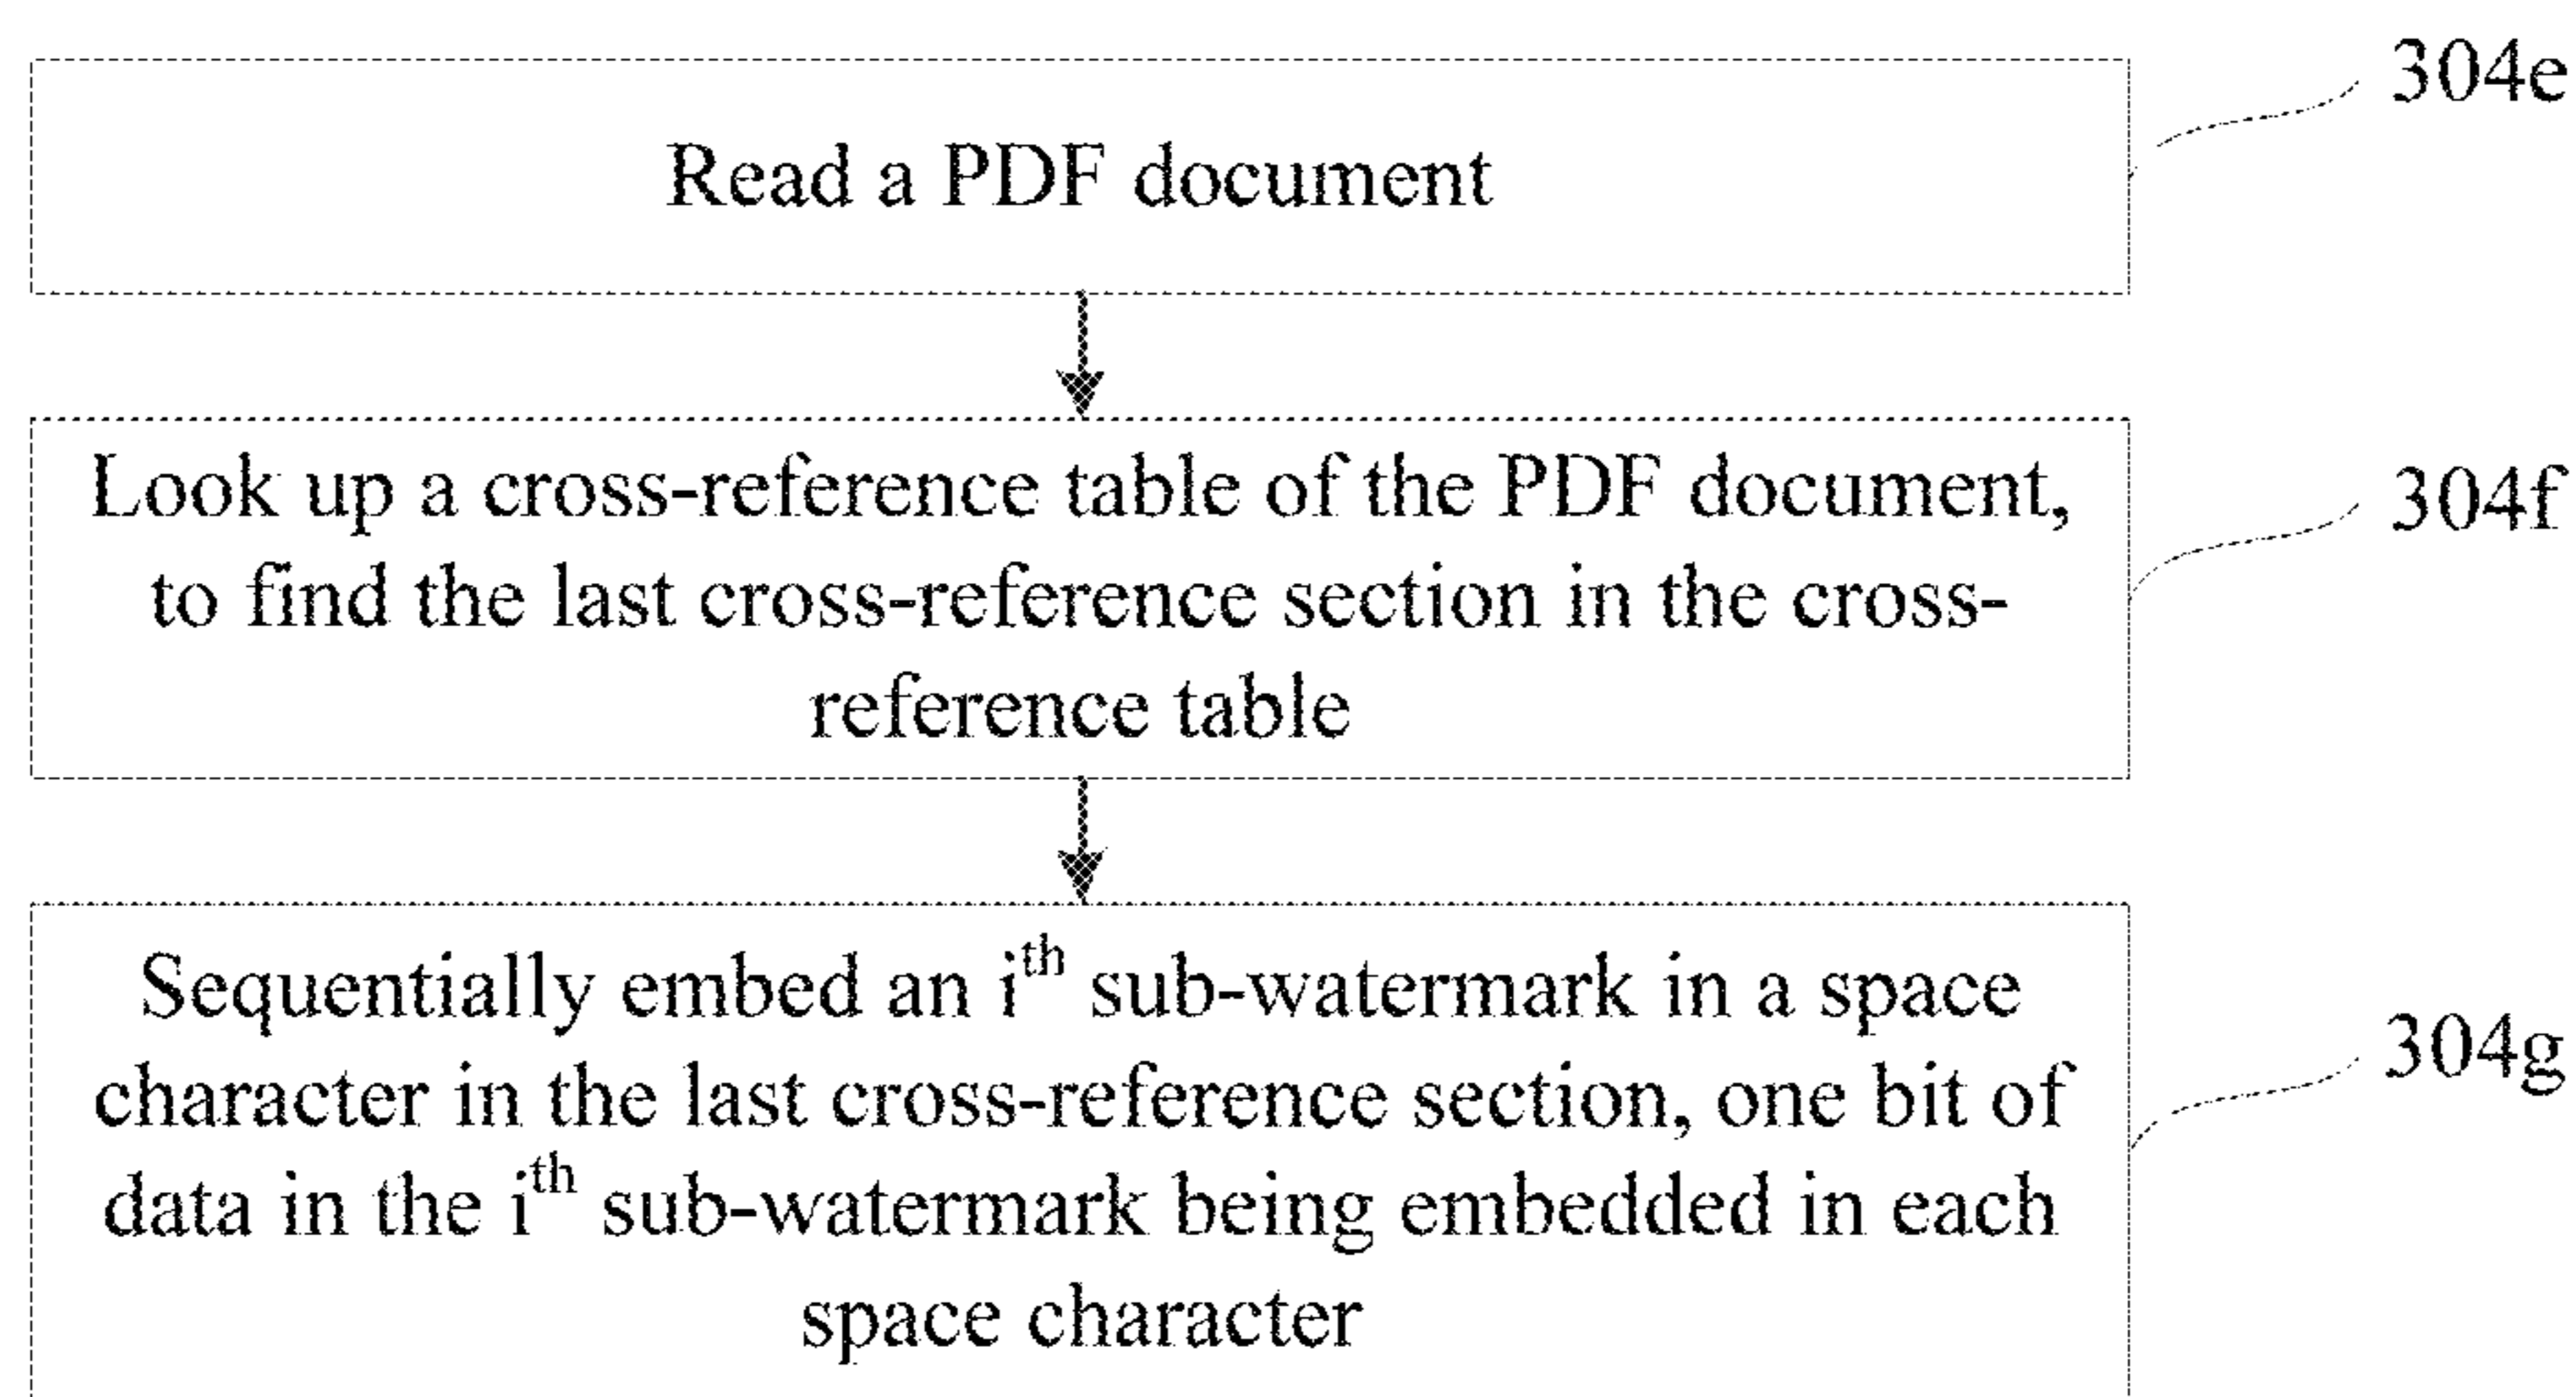 304e
Read a PDF document
Look up a cross-reference table of the PDF document,
304f
to find the last cross-reference section in the cross-
reference table
Sequentially embed an i^th sub-watermark in a space
304g
character in the last cross-reference section, one bit of
data in the i^th sub-watermark being embedded in each
space character